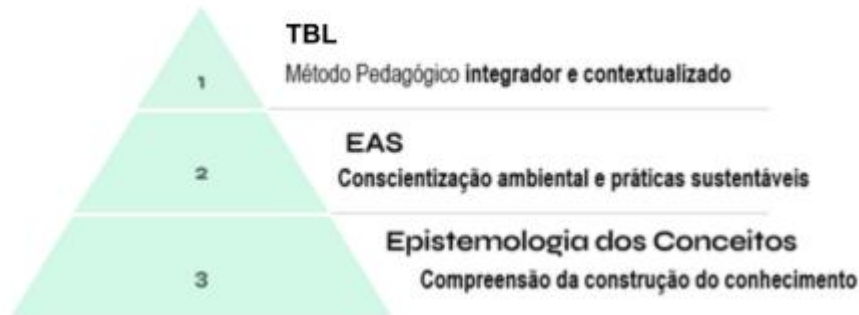 TBL
1
Método Pedagógico integrador e contextualizado
EAS
2
Conscientização ambiental e práticas sustentáveis
Epistemologia dos Conceitos
3
Compreensão da construção do conhecimento